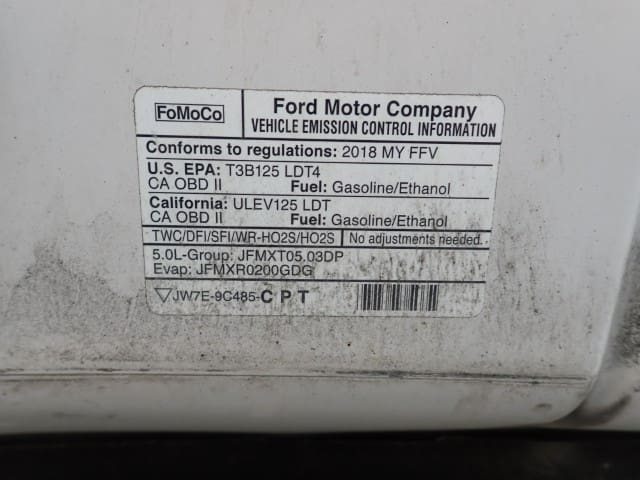 FoMoCo
Ford Motor Company
VEHICLE EMISSION CONTROL INFORMATION
Conforms to regulations: 2018 MY FFV
U.S. EPA: T3B125 LDT4
CA OBD II Fuel: Gasoline/Ethanol
California: ULEV125 LDT
CA OBD II Fuel: Gasoline/Ethanol
TWC/DFI/SFI/WR-HO2S/HO2S No adjustments needed.
5.0L-Group: JFMXT05.03DP
Evap: JFMXR0200GDG
JW7E-9C485-CPT